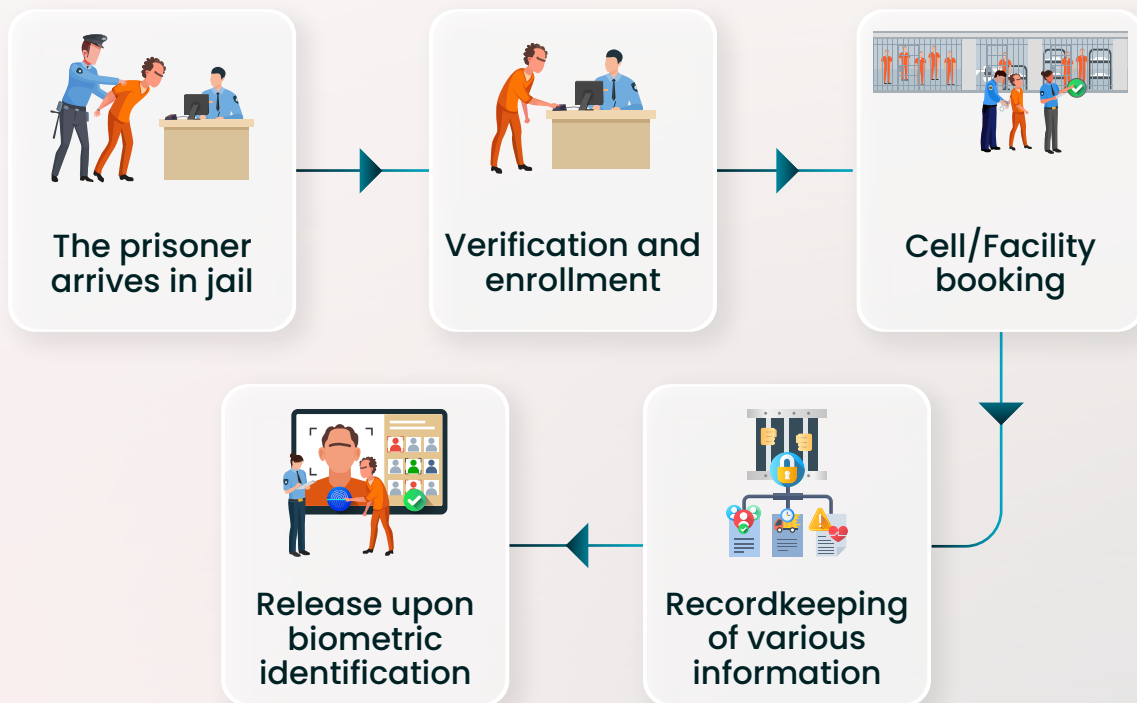 The prisoner
arrives in jail
Verification and
enrollment
Cell/Facility
booking
Release upon
biometric
identification
Recordkeeping
of various
information